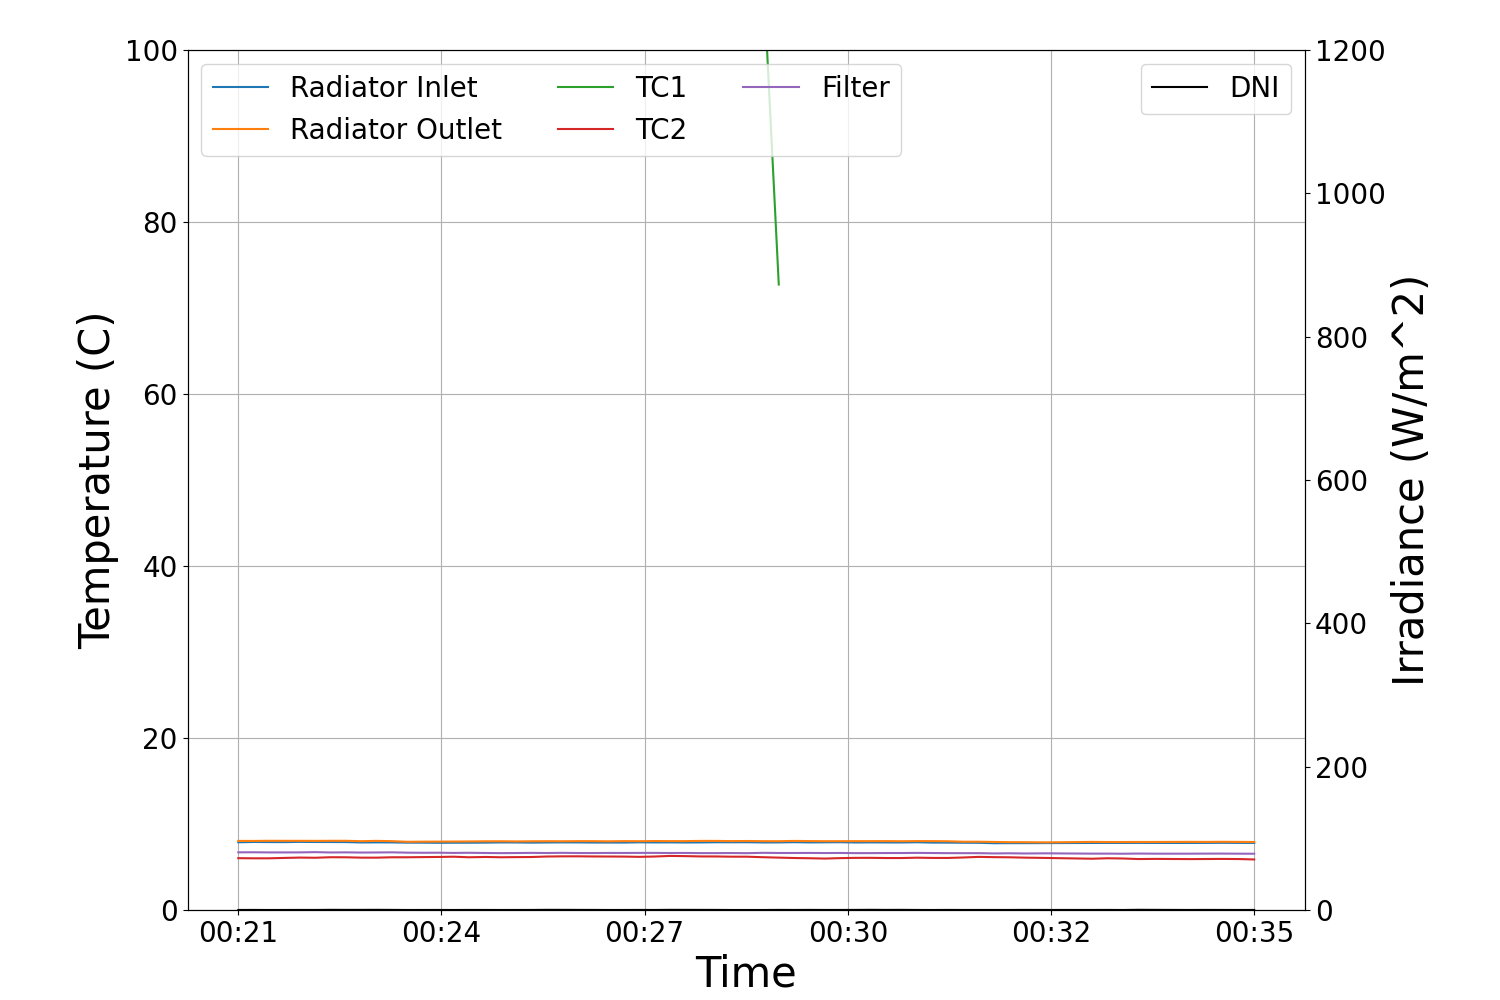 100
80
60
40
20
0
Temperature (C)
Radiator Inlet
Radiator Outlet
TC1
TC2
Filter
DNI
1200
1000
800
600
400
200
0
Irradiance (W/m^2)
00:21 00:24 00:27 00:30 00:32 00:35
Time